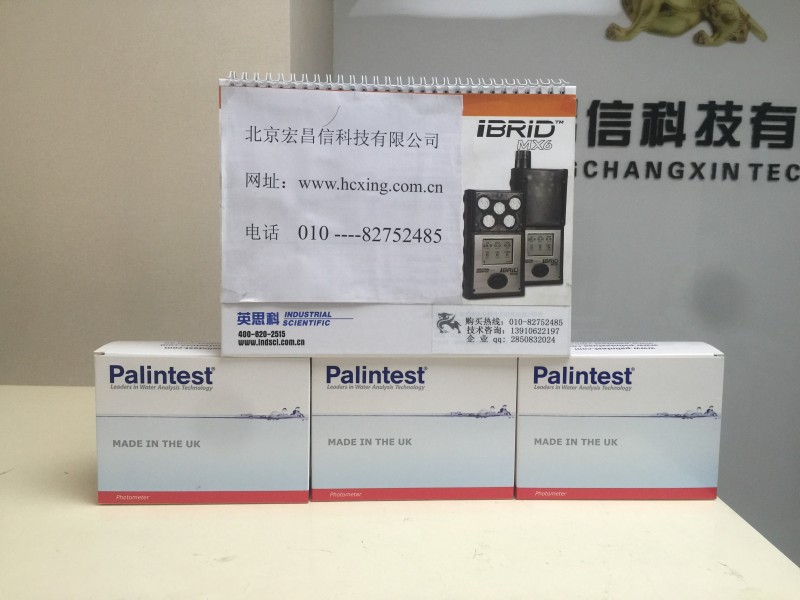 信科技有
GCHANGXIN TEC
北京宏昌信科技有限公司
网址：www.hcxing.com.cn
电话 010 ----82752485
iBRiD™
MX6
英思科 INDUSTRIAL SCIENTIFIC
400-820-2515
www.indsci.com.cn
购买热线：010-82752485
技术咨询：13910622197
企业qq：2850832024
Palintest®
Leaders in Water Analysis Technology
MADE IN THE UK
Photometer
Palintest®
Leaders in Water Analysis Technology
MADE IN THE UK
Photometer
Palintest®
Leaders in Water Analysis Technology
MADE IN THE UK
Photometer